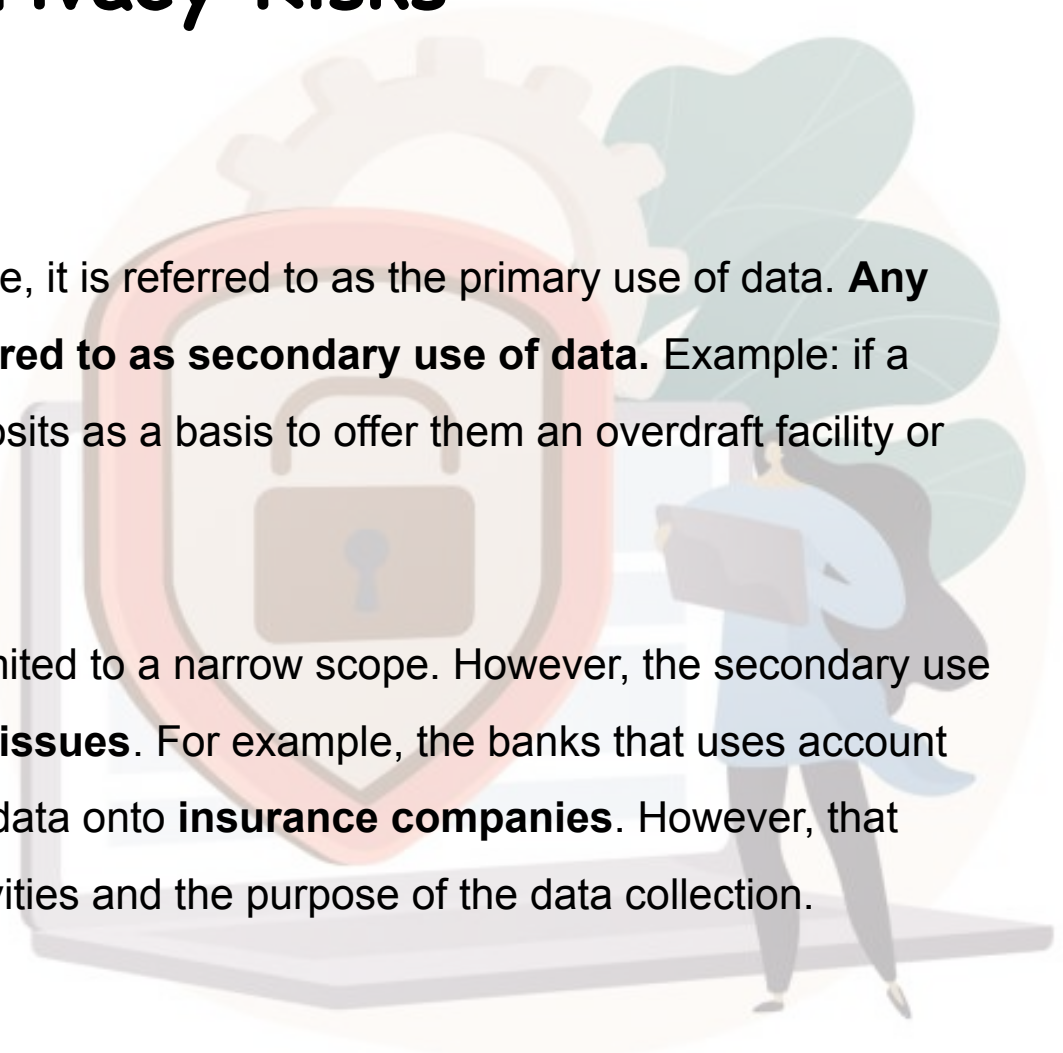 Privacy Risks
e, it is referred to as the primary use of data. Any
red to as secondary use of data. Example: if a
osits as a basis to offer them an overdraft facility or
nited to a narrow scope. However, the secondary use
issues. For example, the banks that uses account
data onto insurance companies. However, that
vities and the purpose of the data collection.